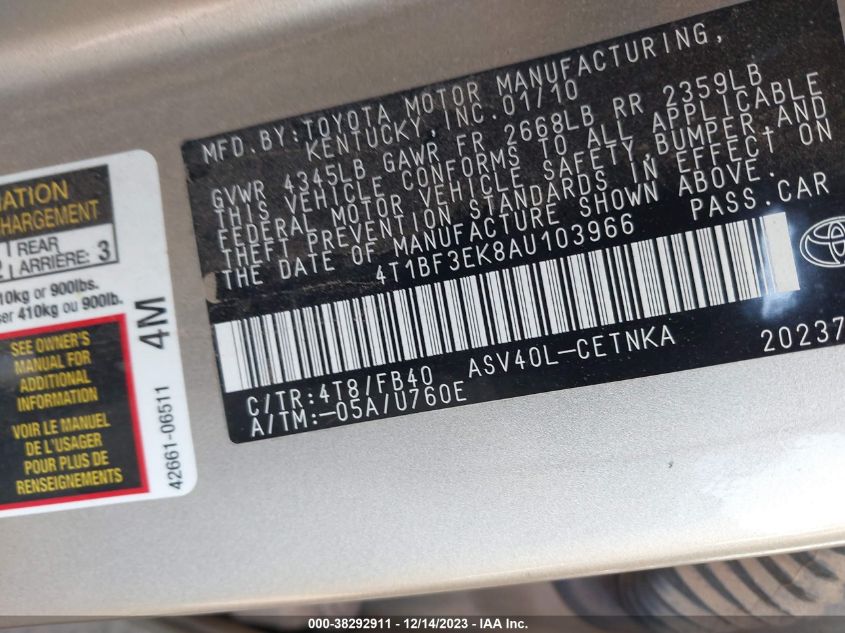 MFD. BY: TOYOTA MOTOR MANUFACTURING,
KENTUCKY, INC. 01/10
GVWR 4345LB GAWR FR 2668LB RR 2359LB
THIS VEHICLE CONFORMS TO ALL APPLICABLE
FEDERAL MOTOR VEHICLE SAFETY,BUMPER AND
THEFT PREVENTION STANDARDS IN EFFECT ON
THE DATE OF MANUFACTURE SHOWN ABOVE.
4T1BF3EK8AU103966 PASS.CAR
ASV40L-CETNKA 20237
C/TR:4T8/FB40
A/TM:-05A/U760E
REAR 3
ARRIÈRE:
10kg or 900lbs.
410kg ou 900lb.
SEE OWNER'S
MANUAL FOR
ADDITIONAL
INFORMATION
VOIR LE MANUEL
DE L'USAGER
POUR PLUS DE
RENSEIGNEMENTS
4M
42661-06511
000-38292911 - 12/14/2023 - IAA Inc.